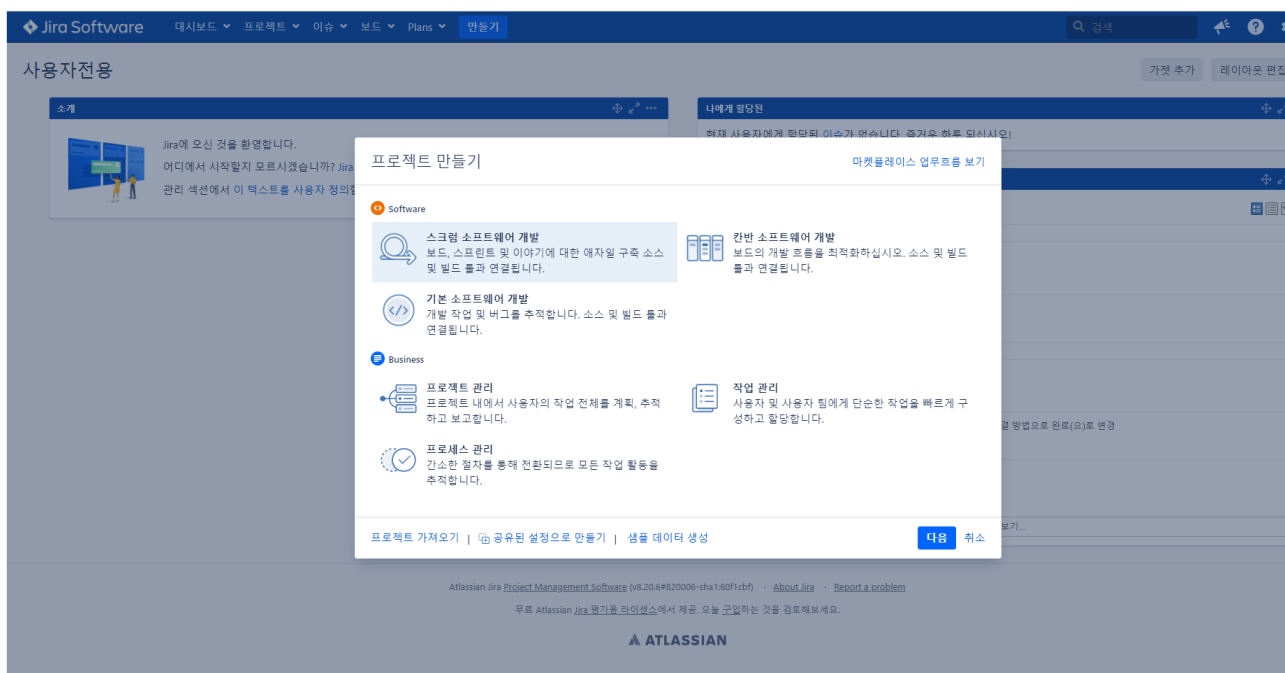 Jira Software 대시보드 프로젝트 이슈 보드 Plans 만들기 검색
사용자전용 가젯 추가 레이아웃 편집
소개
나에게 할당된
Jira에 오신 것을 환영합니다.
현재 사용자에게 할당된 이슈가 없습니다. 즐거운 하루 되십시오!
어디에서 시작할지 모르시겠습니까? Jira
관리 섹션에서 이 텍스트를 사용자 정의할
프로젝트 만들기 마켓플레이스 업무흐름 보기
Software
스크럼 소프트웨어 개발
보드, 스프린트 및 이야기에 대한 애자일 구축 소스
및 빌드 툴과 연결됩니다.
칸반 소프트웨어 개발
보드의 개발 흐름을 최적화하십시오. 소스 및 빌드
툴과 연결됩니다.
기본 소프트웨어 개발
개발 작업 및 버그를 추적합니다. 소스 및 빌드 툴과
연결됩니다.
Business
프로젝트 관리
프로젝트 내에서 사용자의 작업 전체를 계획, 추적
하고 보고합니다.
작업 관리
사용자 및 사용자 팀에게 단순한 작업을 빠르게 구
성하고 할당합니다.
프로세스 관리
간소한 절차를 통해 전환되므로 모든 작업 활동을
추적합니다.
결 방법으로 완료(으)로 변경
보기...
프로젝트 가져오기 | 공유된 설정으로 만들기 | 샘플 데이터 생성 다음 취소
Atlassian Jira Project Management Software (v8.20.6#820006-sha1:60f1cbf) · About Jira · Report a problem
무료 Atlassian Jira 평가용 라이센스에서 제공. 오늘 구입하는 것을 검토해보세요.
ATLASSIAN